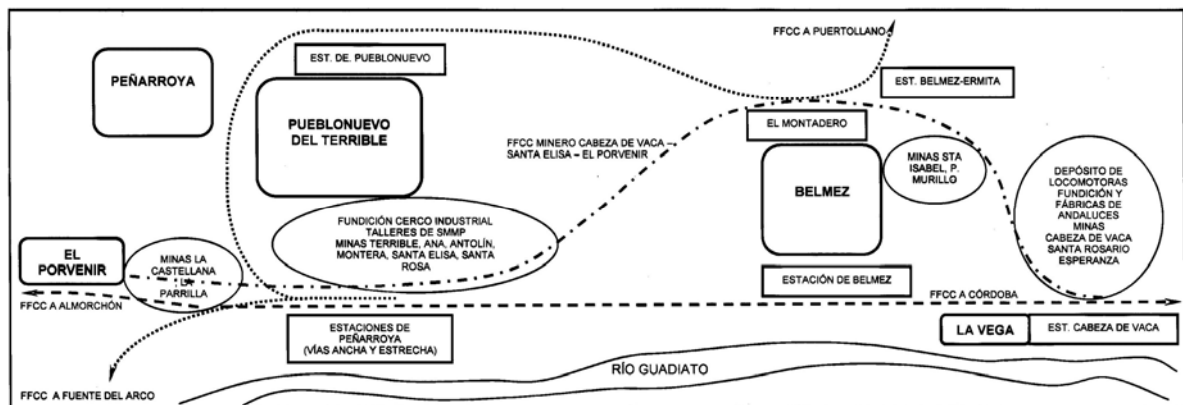 FFCC A PUERTOLLANO
EST. DE. PUEBLONUEVO
PEÑARROYA
EST. BELMEZ-ERMITA
PUEBLONUEVO
DEL TERRIBLE
EL MONTADERO
FFCC MINERO CABEZA DE VACA –
SANTA ELISA – EL PORVENIR
MINAS STA
ISABEL, P.
MURILLO
BELMEZ
DEPÓSITO DE
LOCOMOTORAS
FUNDICIÓN Y
FÁBRICAS DE
ANDALUCES
MINAS
CABEZA DE VACA
SANTA ROSARIO
ESPERANZA
FUNDICIÓN CERCO INDUSTRIAL
TALLERES DE SMMP
MINAS TERRIBLE, ANA, ANTOLÍN,
MONTERA, SANTA ELISA, SANTA
ROSA
EL
PORVENIR
MINAS LA
CASTELLANA
LA
PARRILLA
ESTACIÓN DE BELMEZ
FFCC A ALMORCHÓN
FFCC A CÓRDOBA
ESTACIONES DE
PEÑARROYA
(VÍAS ANCHA Y ESTRECHA)
LA VEGA
EST. CABEZA DE VACA
RÍO GUADIATO
FFCC A FUENTE DEL ARCO